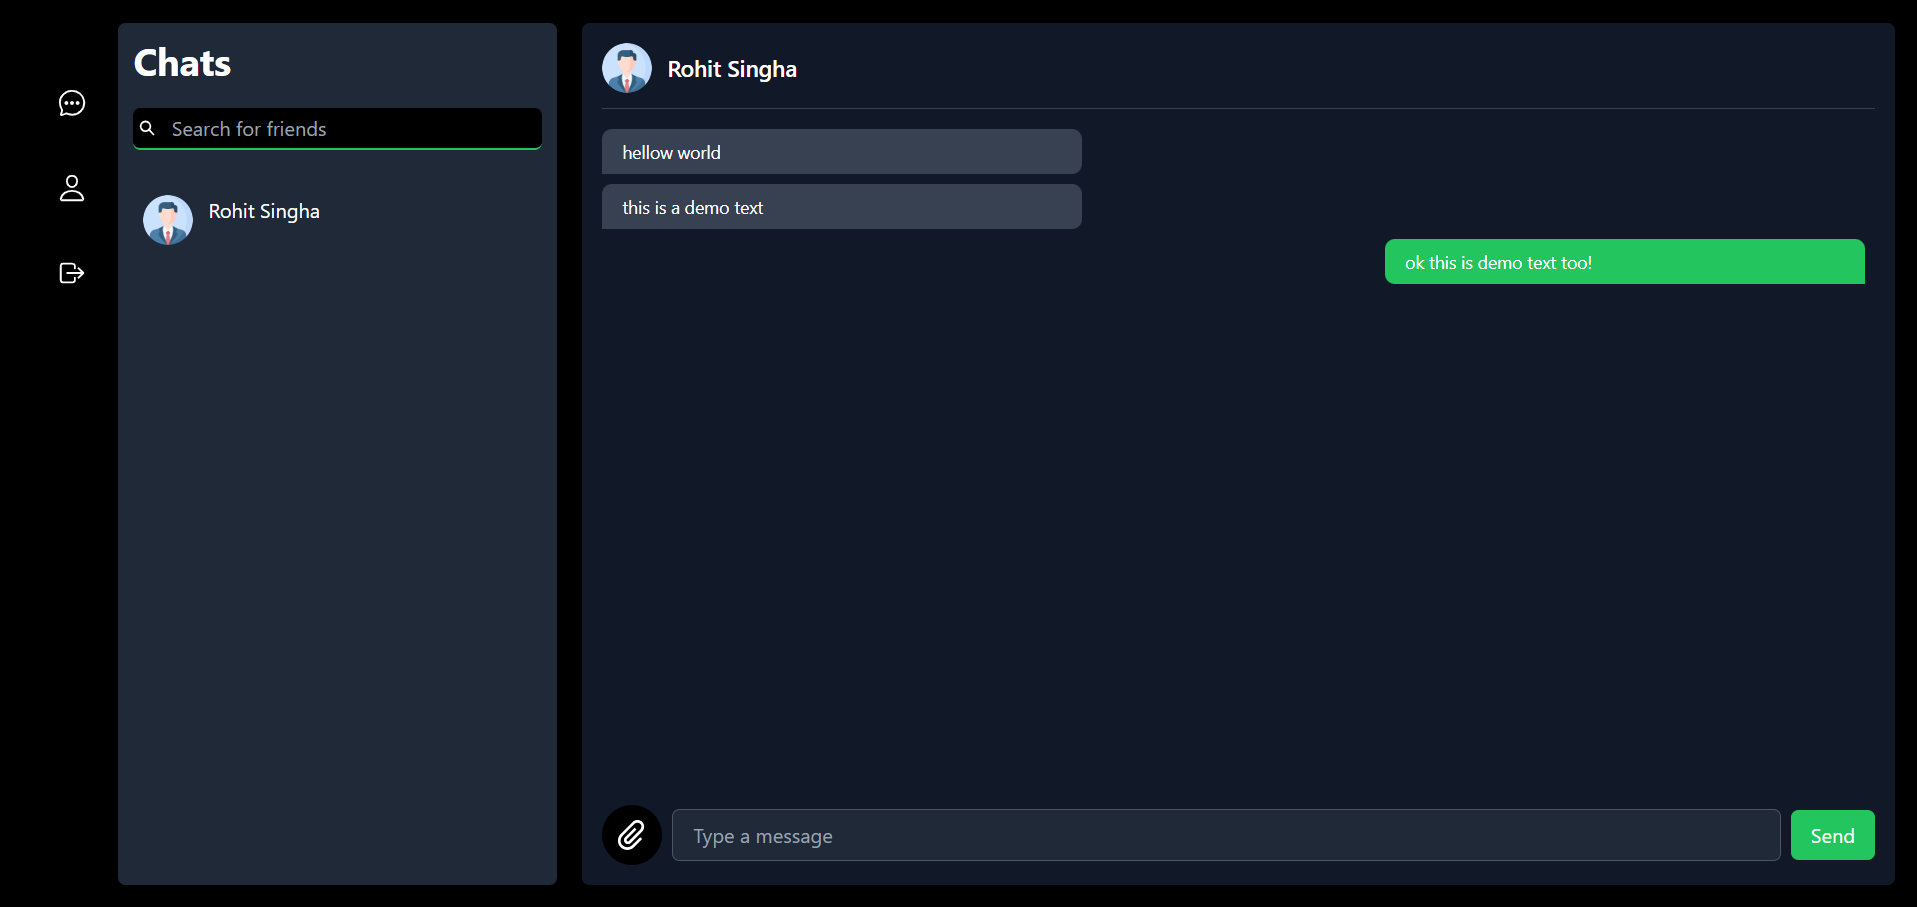 Chats
Search for friends
Rohit Singha
Rohit Singha
hellow world
this is a demo text
ok this is demo text too!
Type a message
Send